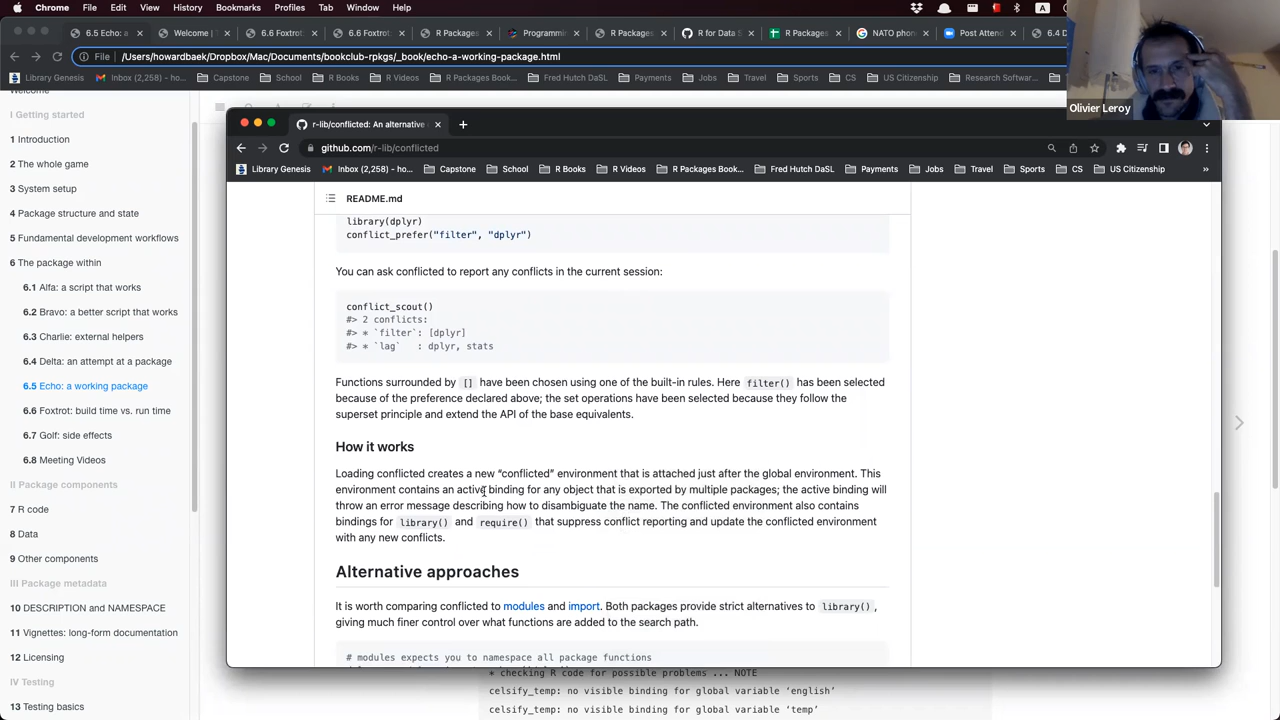 Chrome File Edit View History Bookmarks Profiles Tab Window Help
6.5 Echo: a
Welcome |
6.6 Foxtrot:
6.6 Foxtrot:
R Packages
Programmin
R Packages
R for Data S
R Packages
NATO phon
Post Attend
6.4 D
File /Users/howardbaek/Dropbox/Mac/Documents/bookclub-rpkgs/_book/echo-a-working-package.html
Library Genesis Inbox (2,258) - ho... Capstone School R Books R Videos R Packages Book... Fred Hutch DaSL Payments Jobs Travel Sports CS US Citizenship Research Softwar...
Olivier Leroy
Welcome
I Getting started
1 Introduction
2 The whole game
3 System setup
4 Package structure and state
5 Fundamental development workflows
6 The package within
6.1 Alfa: a script that works
6.2 Bravo: a better script that works
6.3 Charlie: external helpers
6.4 Delta: an attempt at a package
6.5 Echo: a working package
6.6 Foxtrot: build time vs. run time
6.7 Golf: side effects
6.8 Meeting Videos
II Package components
7 R code
8 Data
9 Other components
III Package metadata
10 DESCRIPTION and NAMESPACE
11 Vignettes: long-form documentation
12 Licensing
IV Testing
13 Testing basics
r-lib/conflicted: An alternative
github.com/r-lib/conflicted
Library Genesis Inbox (2,258) - ho... Capstone School R Books R Videos R Packages Book... Fred Hutch DaSL Payments Jobs Travel Sports CS US Citizenship
README.md
library(dplyr)
conflict_prefer("filter", "dplyr")
You can ask conflicted to report any conflicts in the current session:
conflict_scout()
#> 2 conflicts:
#> * `filter`: [dplyr]
#> * `lag` : dplyr, stats
Functions surrounded by [] have been chosen using one of the built-in rules. Here filter() has been selected
because of the preference declared above; the set operations have been selected because they follow the
superset principle and extend the API of the base equivalents.
How it works
Loading conflicted creates a new “conflicted” environment that is attached just after the global environment. This
environment contains an active binding for any object that is exported by multiple packages; the active binding will
throw an error message describing how to disambiguate the name. The conflicted environment also contains
bindings for library() and require() that suppress conflict reporting and update the conflicted environment
with any new conflicts.
Alternative approaches
It is worth comparing conflicted to modules and import. Both packages provide strict alternatives to library(),
giving much finer control over what functions are added to the search path.
# modules expects you to namespace all package functions
* checking R code for possible problems ... NOTE
celsify_temp: no visible binding for global variable ‘english’
celsify_temp: no visible binding for global variable ‘temp’